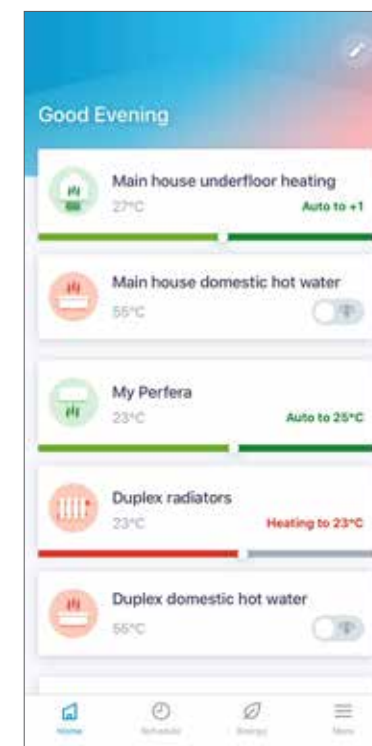 Good Evening
Main house underfloor heating
27°C Auto to +1
Main house domestic hot water
55°C
My Perfera
23°C Auto to 25°C
Duplex radiators
23°C Heating to 23°C
Duplex domestic hot water
55°C
Home Schedule Energy More